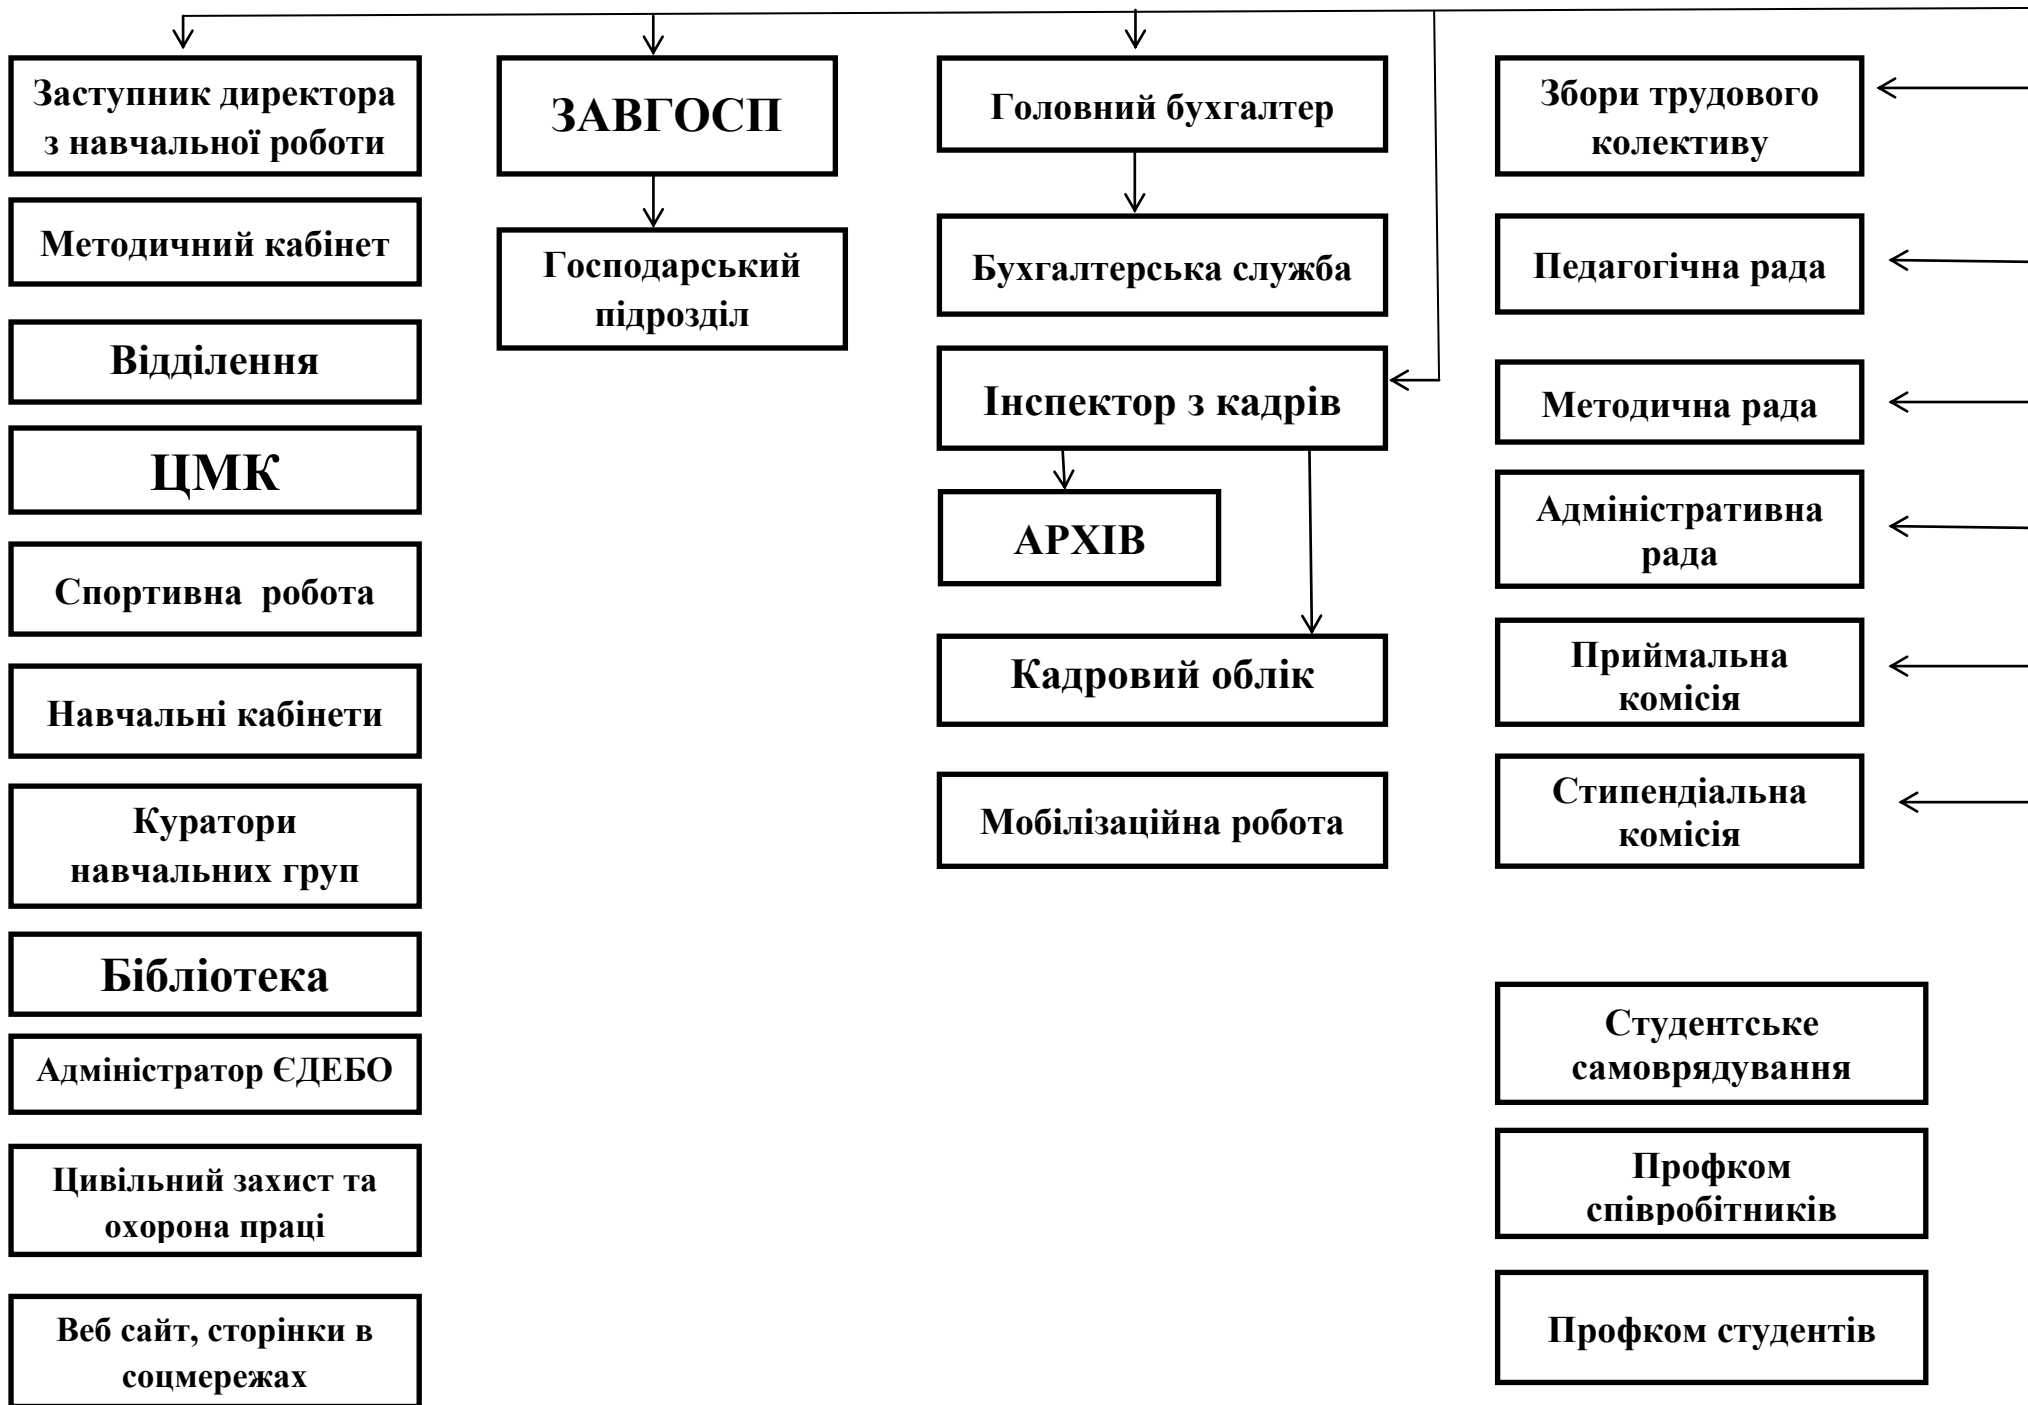 Заступник директора
з навчальної роботи
Методичний кабінет
Відділення
ЦМК
Спортивна робота
Навчальні кабінети
Куратори
навчальних груп
Бібліотека
Адміністратор ЄДЕБО
Цивільний захист та
охорона праці
Веб сайт, сторінки в
соцмережах
ЗАВГОСП
Господарський
підрозділ
Головний бухгалтер
Бухгалтерська служба
Інспектор з кадрів
АРХІВ
Кадровий облік
Мобілізаційна робота
Збори трудового
колективу
Педагогічна рада
Методична рада
Адміністративна
рада
Приймальна
комісія
Стипендіальна
комісія
Студентське
самоврядування
Профком
співробітників
Профком студентів